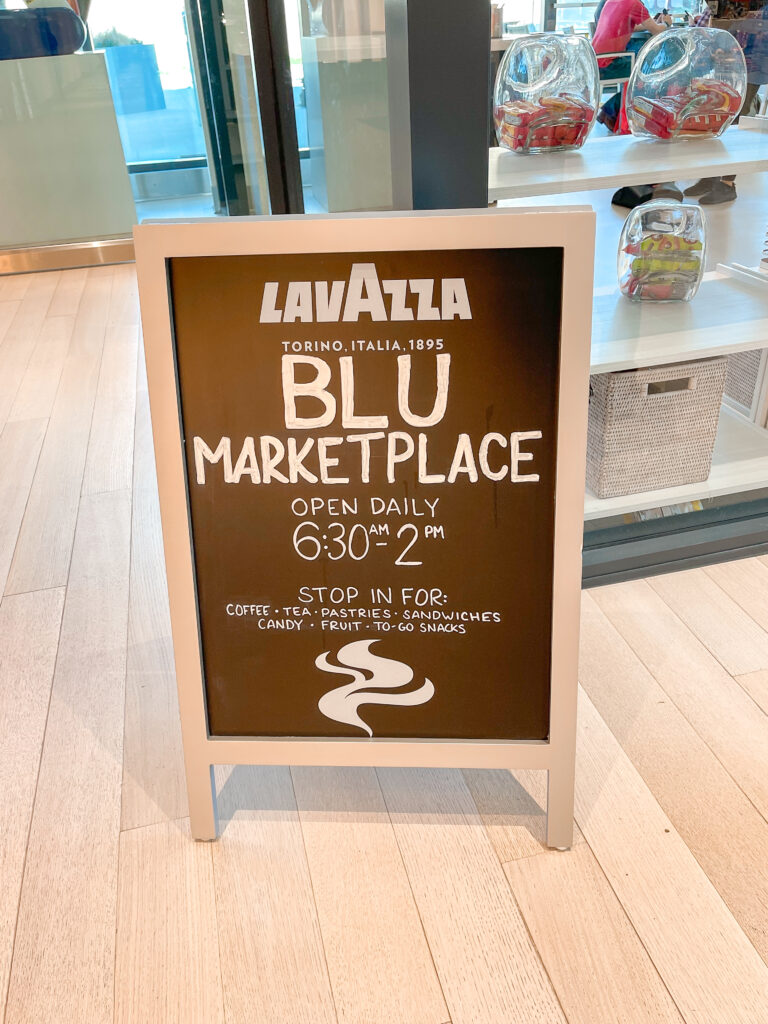 LAVAZZA
TORINO, ITALIA, 1895
BLU
MARKETPLACE
OPEN DAILY
6:30AM-2PM
STOP IN FOR:
COFFEE · TEA · PASTRIES · SANDWICHES
CANDY · FRUIT · TO-GO SNACKS